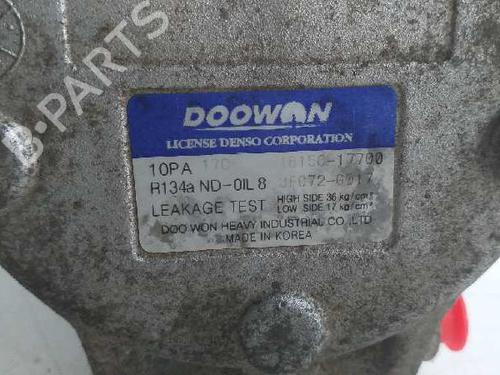 B-PARTS
DOOWON
LICENSE DENSO CORPORATION
10PA 17C 16150-17700
R134a ND-OIL 8
LEAKAGE TEST HIGH SIDE 36 kg/cm²
LOW SIDE 17 kg/cm²
DOO WON HEAVY INDUSTRIAL CO.,LTD
MADE IN KOREA